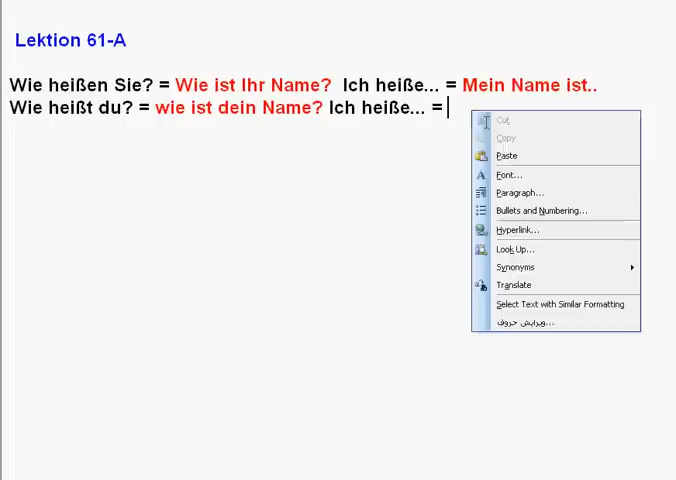 Lektion 61-A
Wie heißen Sie? = Wie ist Ihr Name? Ich heiße... = Mein Name ist..
Wie heißt du? = wie ist dein Name? Ich heiße... =
Cut
Copy
Paste
Font...
Paragraph...
Bullets and Numbering...
Hyperlink...
Look Up...
Synonyms
Translate
Select Text with Similar Formatting
ویرایش حروف...